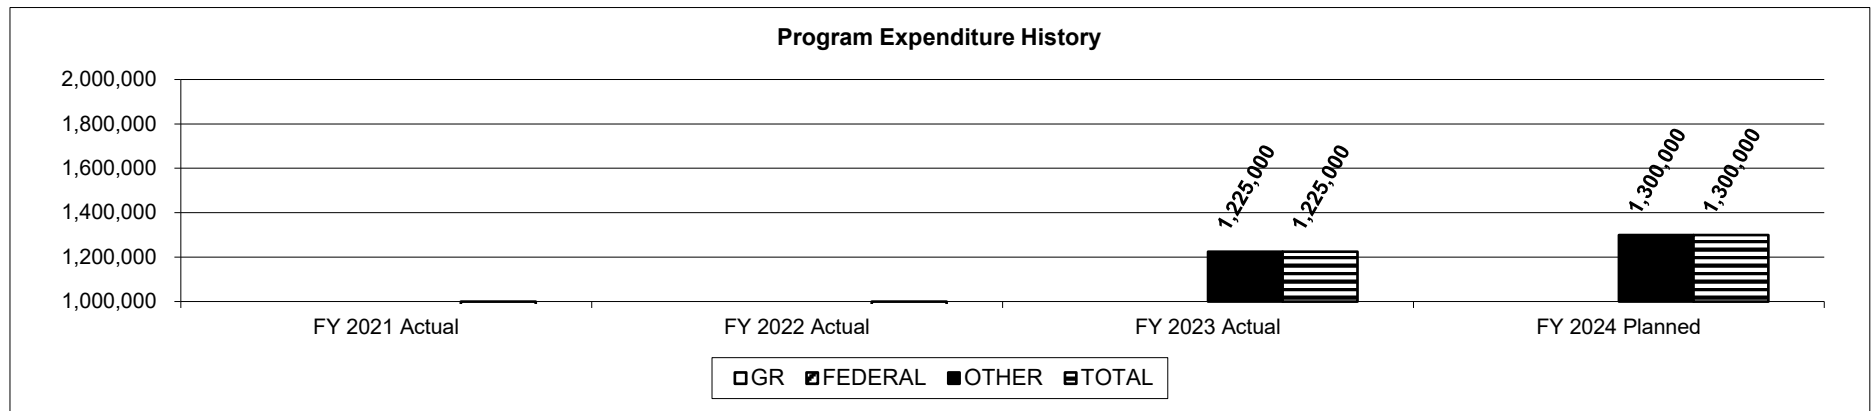 Program Expenditure History
2,000,000
1,800,000
1,600,000
1,400,000
1,200,000
1,000,000
1,225,000
1,225,000
1,300,000
1,300,000
FY 2021 Actual
FY 2022 Actual
FY 2023 Actual
FY 2024 Planned
GR FEDERAL OTHER TOTAL